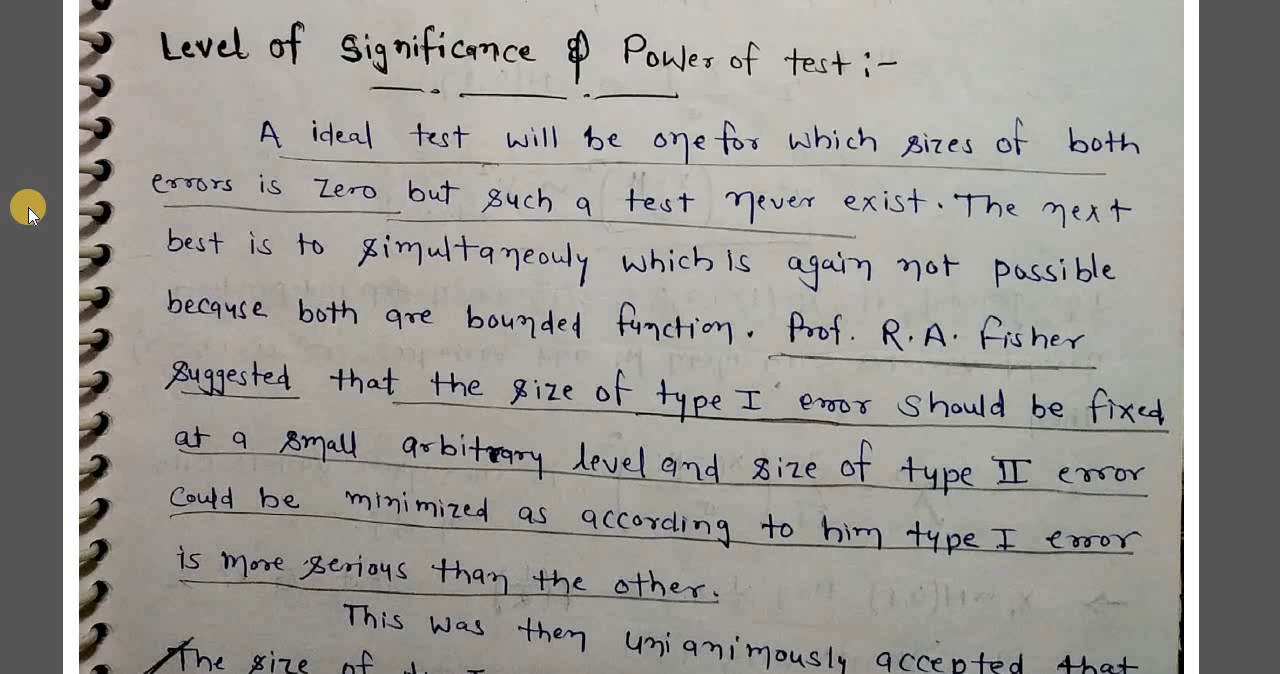 Level of Significance & Power of test :-
A ideal test will be one for which sizes of both
errors is zero but such a test never exist. The next
best is to simultaneouly which is again not possible
because both are bounded function. Prof. R.A. Fisher
suggested that the size of type I error should be fixed
at a small arbitrary level and size of type II error
could be minimized as according to him type I error
is more serious than the other.
This was then unianimously accepted that
The size of